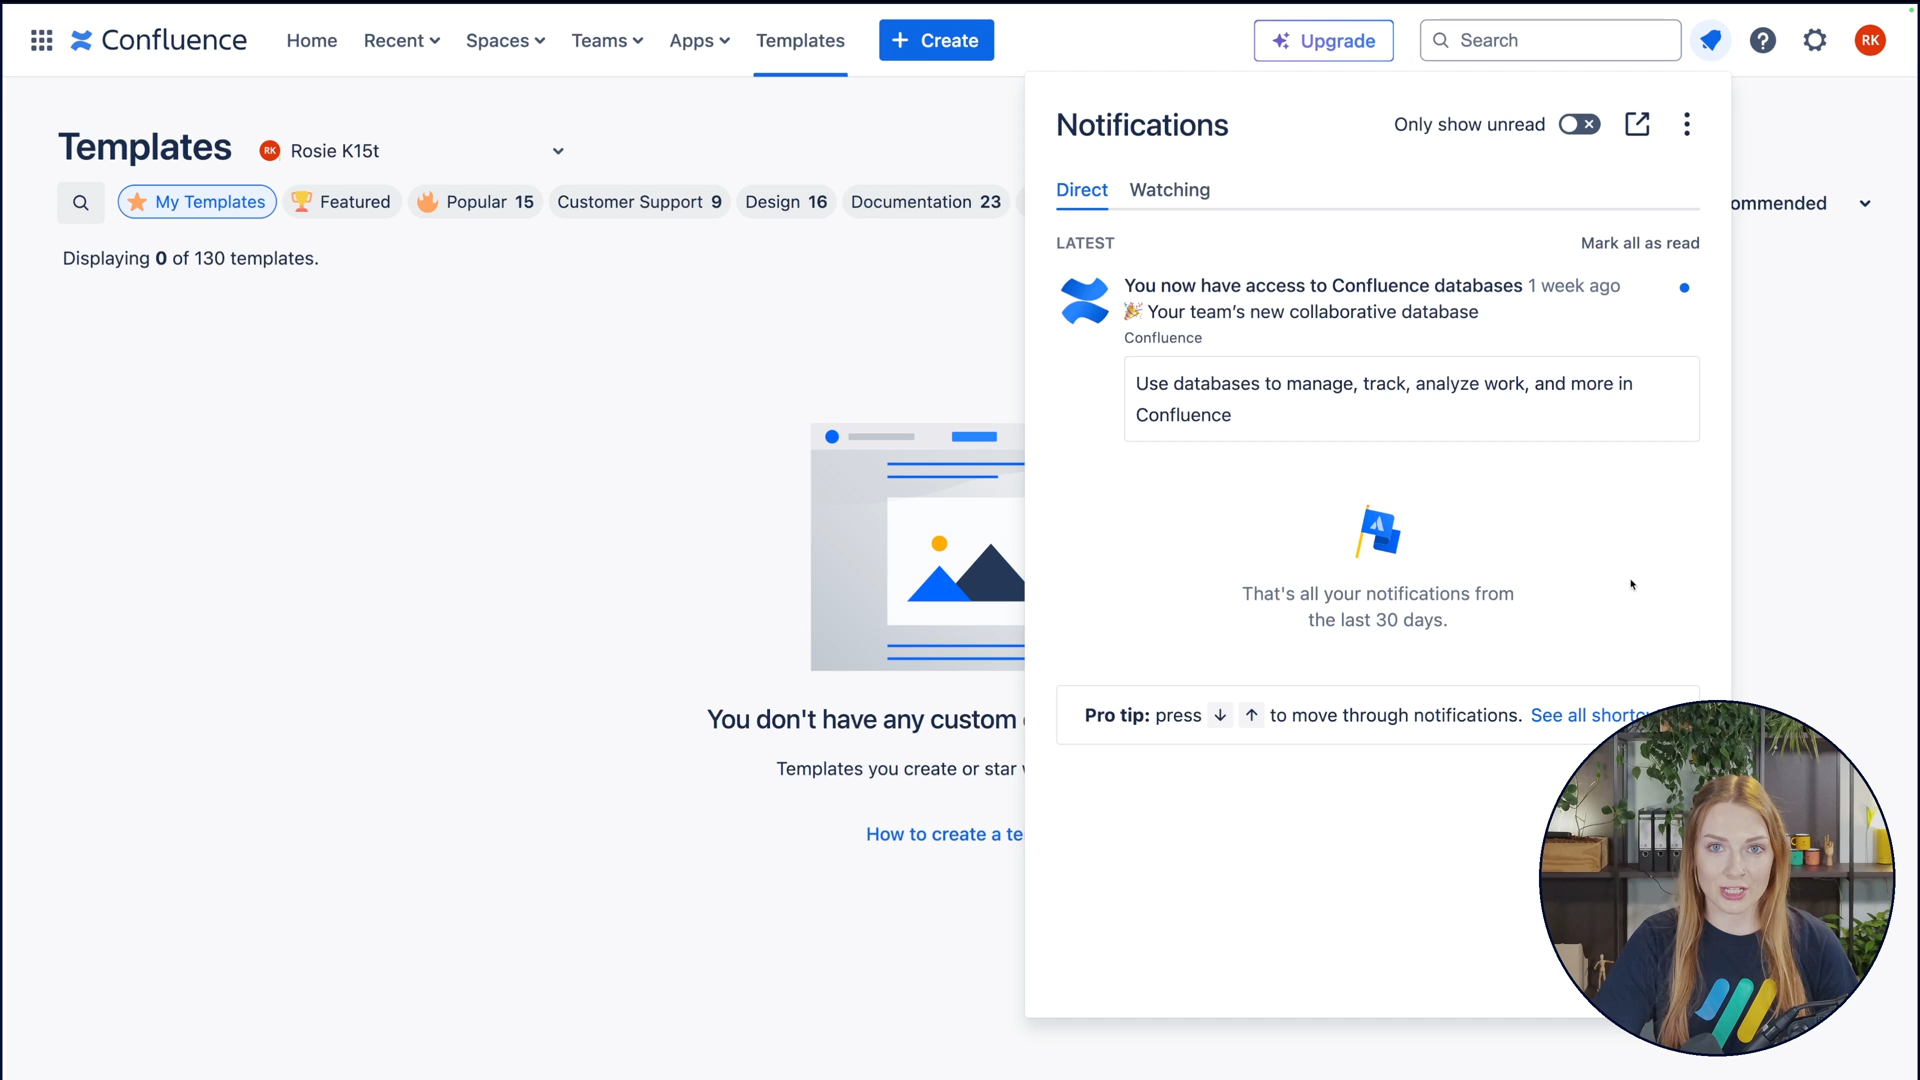 Confluence Home Recent Spaces Teams Apps Templates + Create Upgrade Search RK
Templates RK Rosie K15t
My Templates Featured Popular 15 Customer Support 9 Design 16 Documentation 23
ommended
Displaying 0 of 130 templates.
You don't have any custom
Templates you create or star
How to create a te
Notifications Only show unread
Direct Watching
LATEST Mark all as read
You now have access to Confluence databases 1 week ago
🎉 Your team’s new collaborative database
Confluence
Use databases to manage, track, analyze work, and more in
Confluence
That's all your notifications from
the last 30 days.
Pro tip: press ↓ ↑ to move through notifications. See all shortc